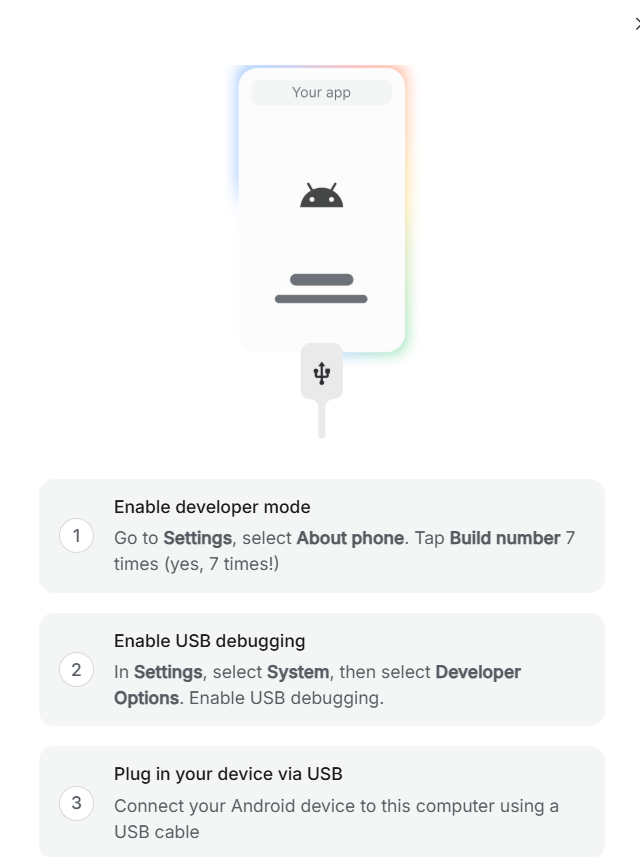 Your app
1
Enable developer mode
Go to Settings, select About phone. Tap Build number 7
times (yes, 7 times!)
2
Enable USB debugging
In Settings, select System, then select Developer
Options. Enable USB debugging.
3
Plug in your device via USB
Connect your Android device to this computer using a
USB cable